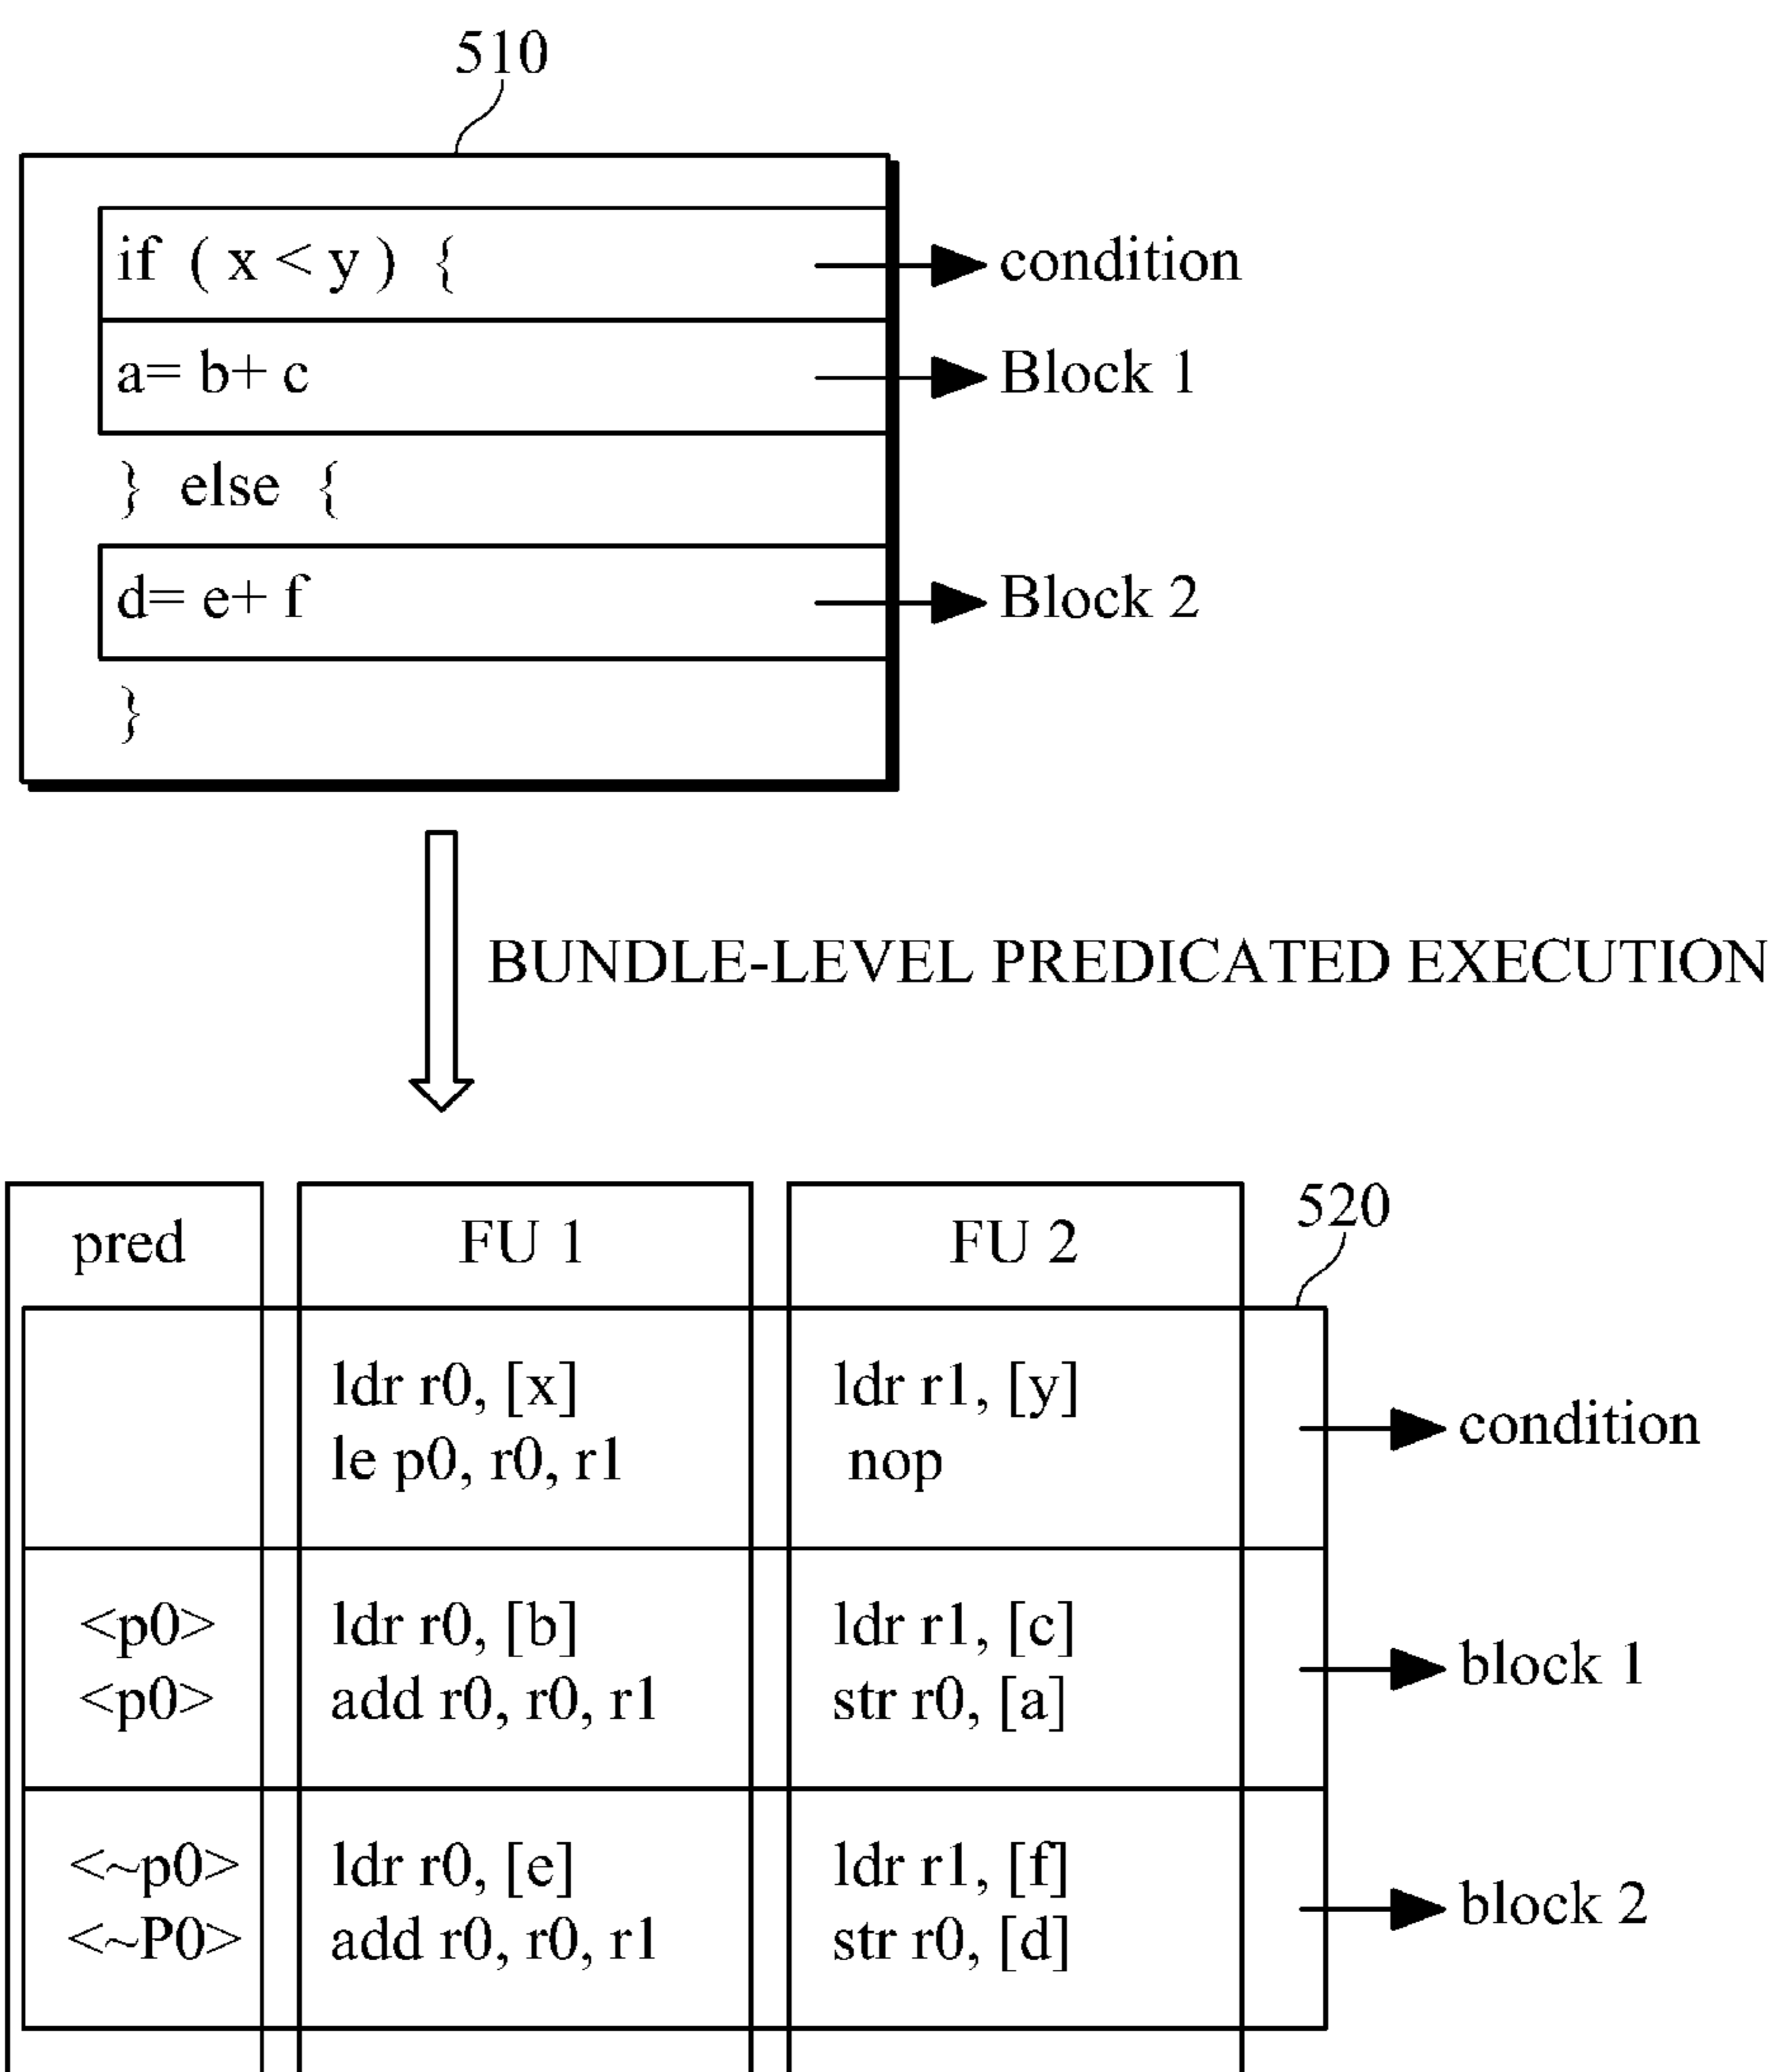 510
if ( x < y ) { condition
a= b+ c Block 1
} else {
d= e+ f Block 2
}
BUNDLE-LEVEL PREDICATED EXECUTION
520
pred FU 1 FU 2
ldr r0, [x] ldr r1, [y]
le p0, r0, r1 nop
condition
<p0> ldr r0, [b] ldr r1, [c]
<p0> add r0, r0, r1 str r0, [a]
block 1
<~p0> ldr r0, [e] ldr r1, [f]
<~P0> add r0, r0, r1 str r0, [d]
block 2